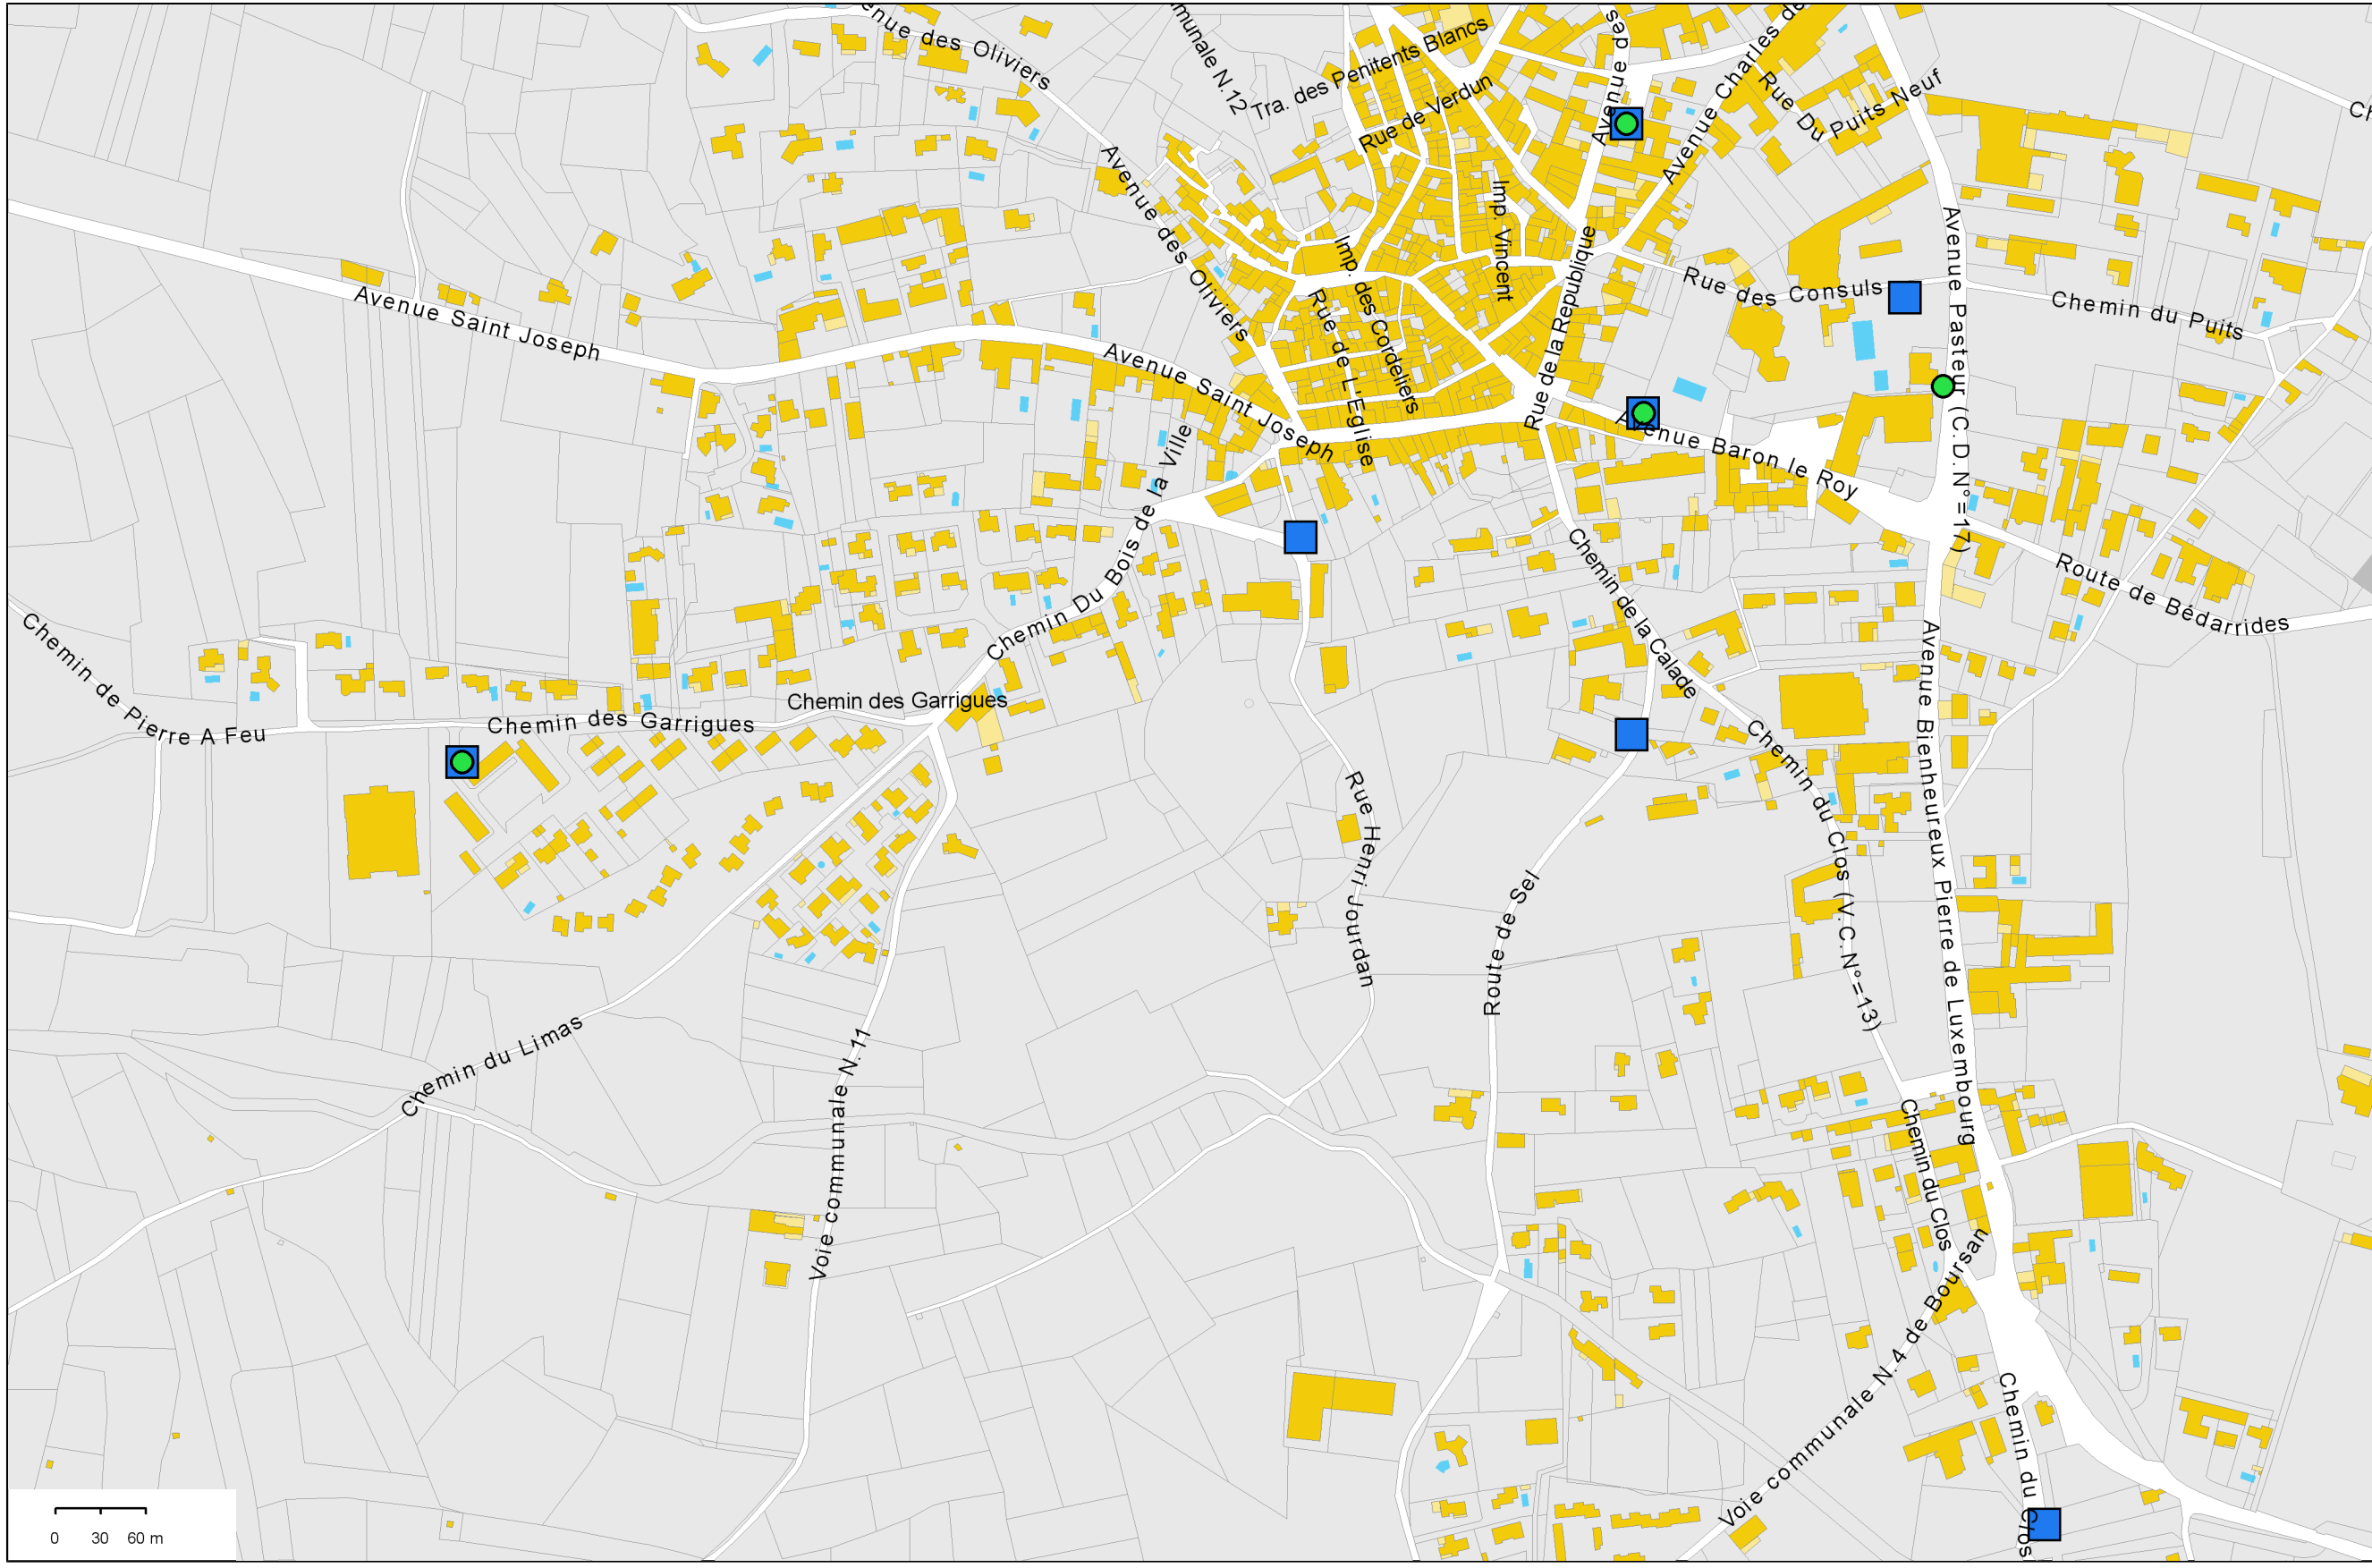 enue des Oliviers
munale N.12
Tra. des Penitents Blancs
Rue de Verdun
Avenue des
Avenue Charles de
Rue Du Puits Neuf
Ch
Avenue des Oliviers
Imp. Vincent
Imp. des Cordeliers
Rue de L'Eglise
Rue de la Republique
Rue des Consuls
Avenue Pasteur (C.D.N°=17)
Chemin du Puits
Avenue Saint Joseph
Avenue Saint Joseph
Avenue Baron le Roy
Chemin Du Bois de la Ville
Chemin de la Calade
Route de Bédarrides
Chemin de Pierre A Feu
Chemin des Garrigues
Chemin des Garrigues
Avenue Bienheureux Pierre de Luxembourg
Chemin du Clos (V.C.N°=13)
Rue Henri Jourdan
Route de Sel
Chemin du Limas
Voie communale N.11
Chemin du Clos
Voie communale N.4 de Boursan
Chemin du Clos
0 30 60 m